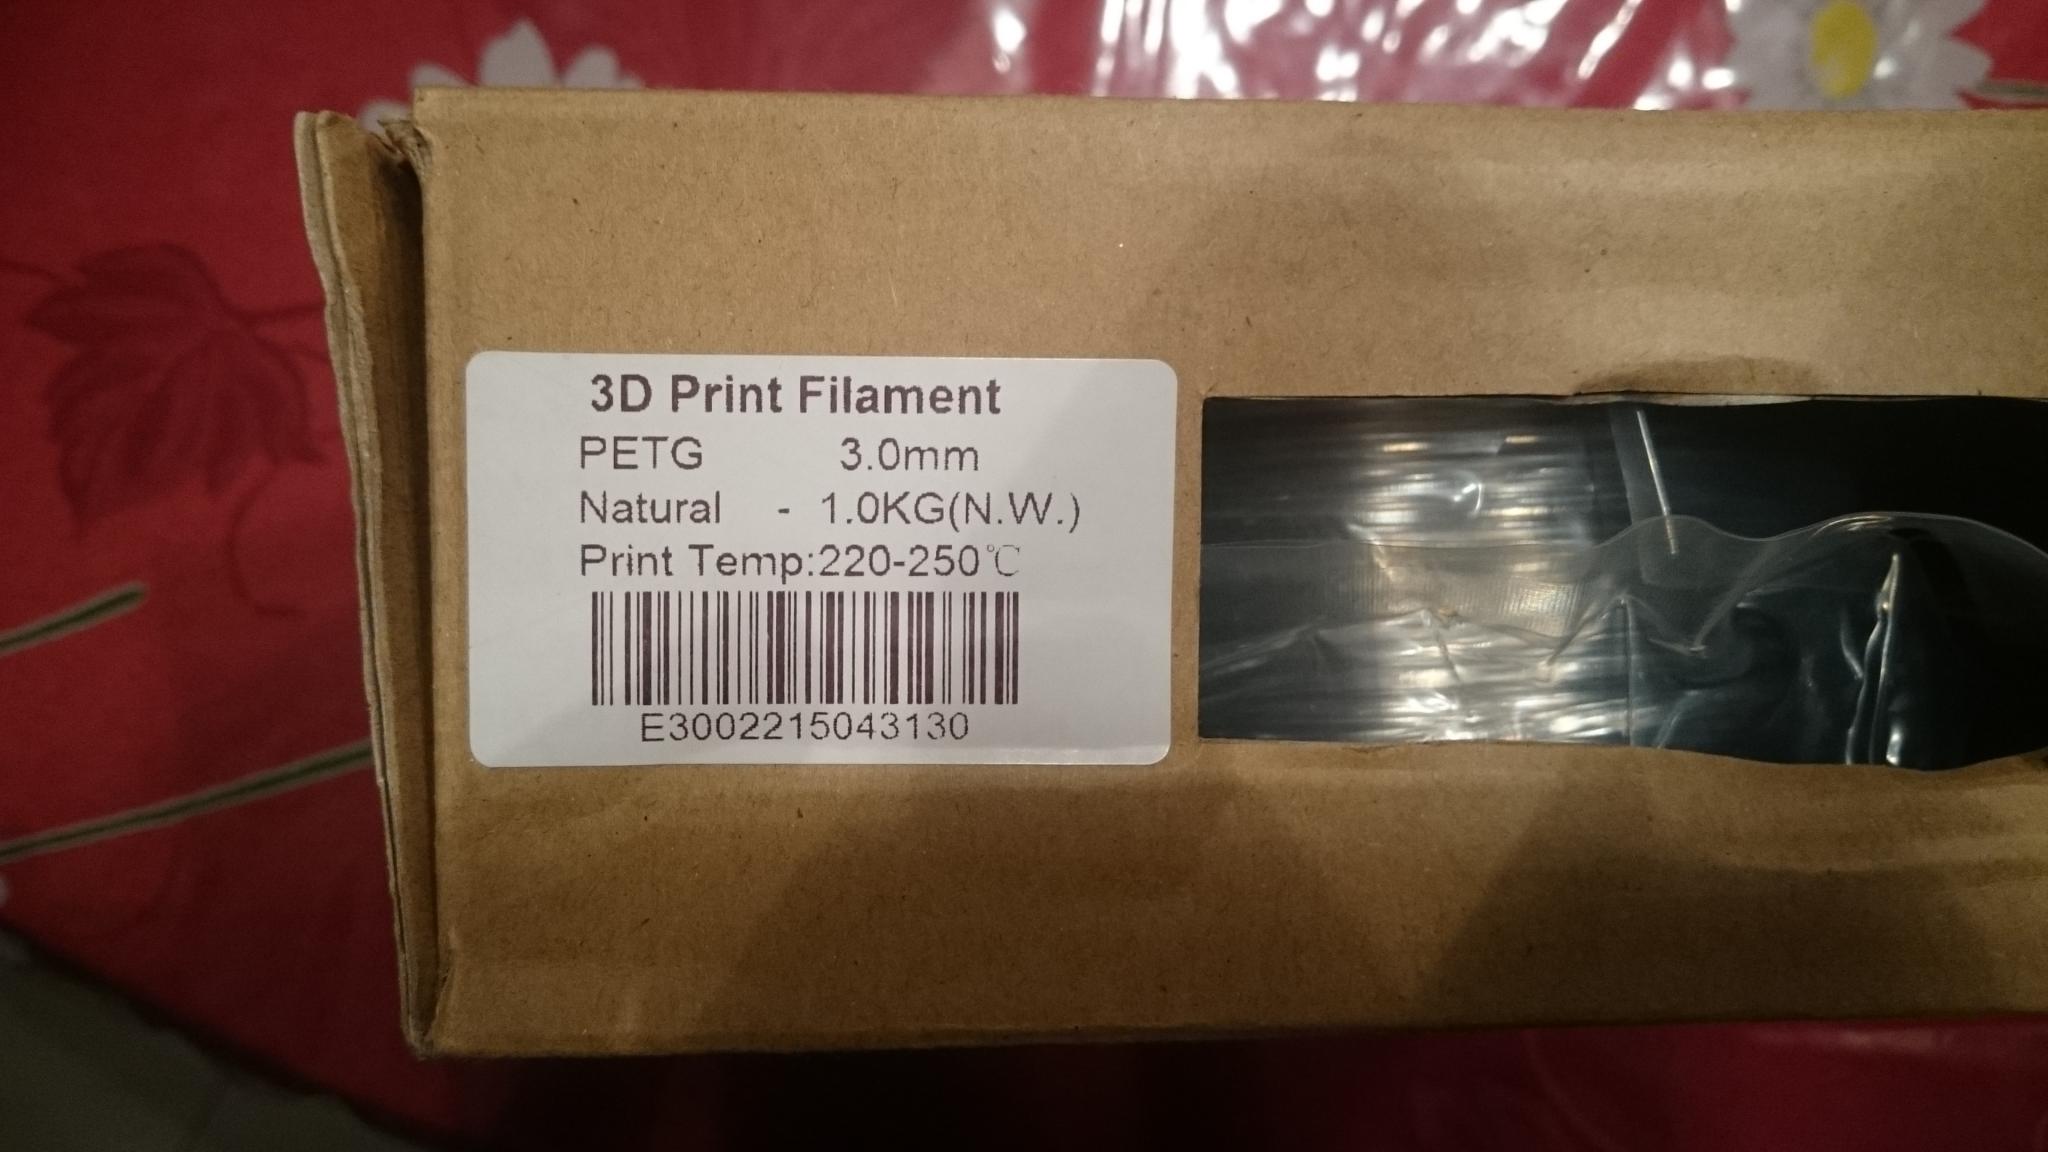 3D Print Filament
PETG 3.0mm
Natural - 1.0KG(N.W.)
Print Temp:220-250℃
E3002215043130